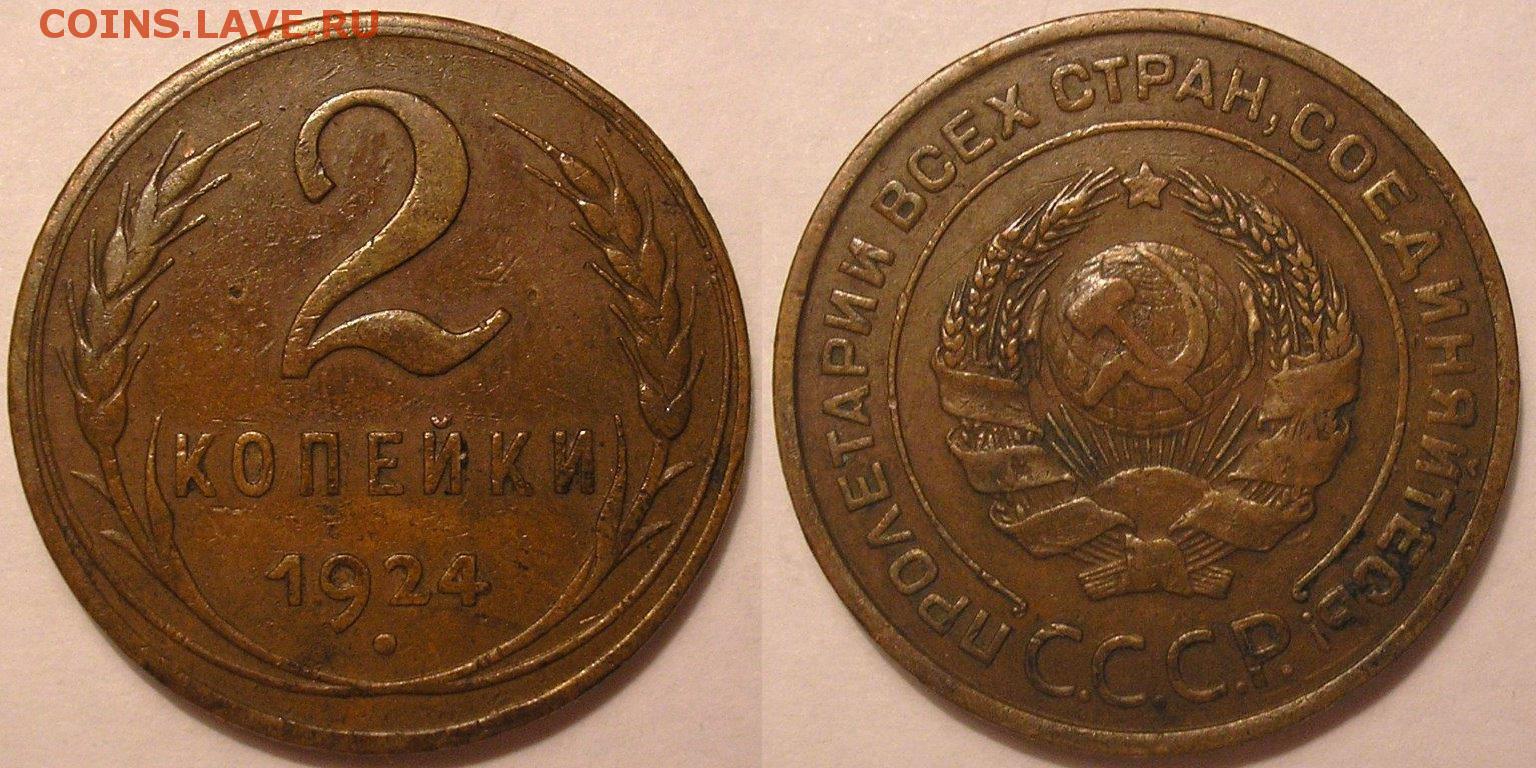 COINS.LAVE.RU
2
КОПЕЙКИ
1924
ПРОЛЕТАРИИ ВСЕХ СТРАН, СОЕДИНЯЙТЕСЬ!
С.С.С.Р.